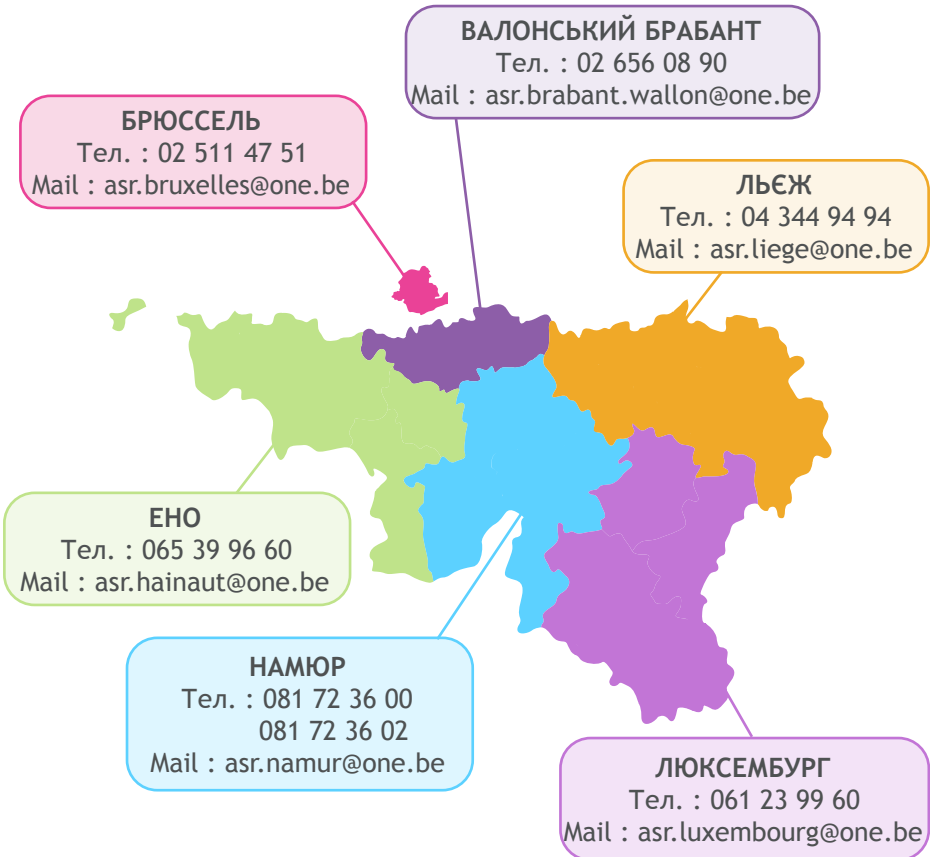 ВАЛОНСЬКИЙ БРАБАНТ
Тел. : 02 656 08 90
Mail : asr.brabant.wallon@one.be
БРЮССЕЛЬ
Тел. : 02 511 47 51
Mail : asr.bruxelles@one.be
ЛЬЄЖ
Тел. : 04 344 94 94
Mail : asr.liege@one.be
ЕНО
Тел. : 065 39 96 60
Mail : asr.hainaut@one.be
НАМЮР
Тел. : 081 72 36 00
081 72 36 02
Mail : asr.namur@one.be
ЛЮКСЕМБУРГ
Тел. : 061 23 99 60
Mail : asr.luxembourg@one.be